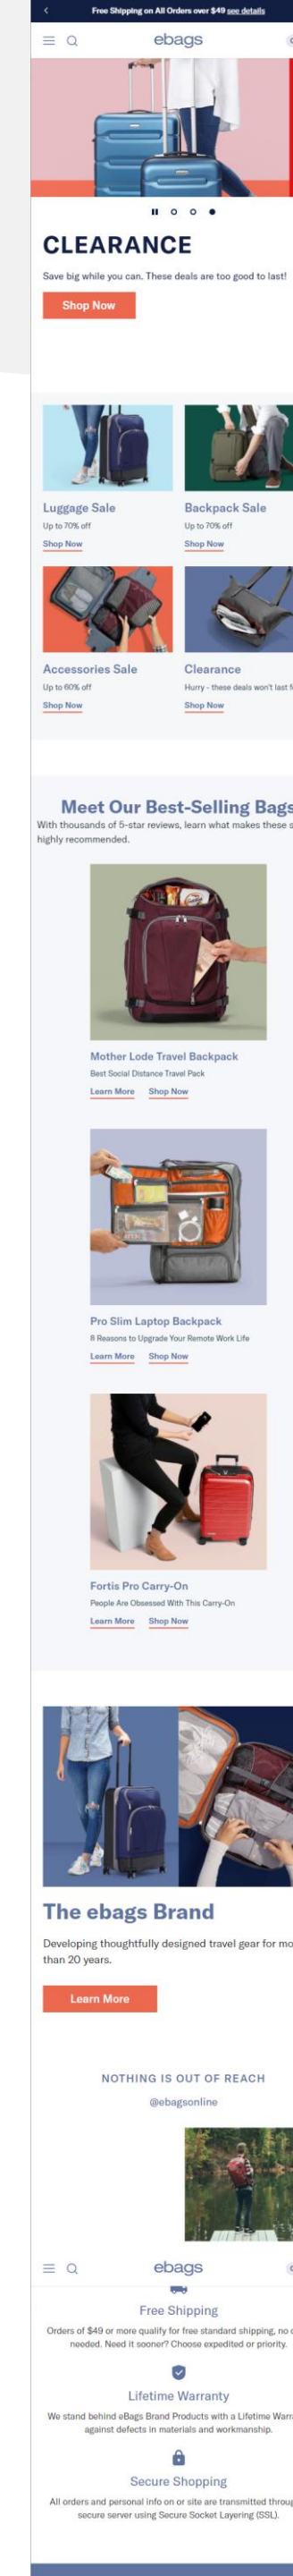 Free Shipping on All Orders over $49 see details
ebags
CLEARANCE
Save big while you can. These deals are too good to last!
Shop Now
Luggage Sale
Up to 70% off
Shop Now
Backpack Sale
Up to 70% off
Shop Now
Accessories Sale
Up to 60% off
Shop Now
Clearance
Hurry - these deals won't last f
Shop Now
Meet Our Best-Selling Bags
With thousands of 5-star reviews, learn what makes these s
highly recommended.
Mother Lode Travel Backpack
Best Social Distance Travel Pack
Learn More Shop Now
Pro Slim Laptop Backpack
8 Reasons to Upgrade Your Remote Work Life
Learn More Shop Now
Fortis Pro Carry-On
People Are Obsessed With This Carry-On
Learn More Shop Now
The ebags Brand
Developing thoughtfully designed travel gear for mo
than 20 years.
Learn More
NOTHING IS OUT OF REACH
@ebagsonline
ebags
Free Shipping
Orders of $49 or more qualify for free standard shipping, no
needed. Need it sooner? Choose expedited or priority.
Lifetime Warranty
We stand behind eBags Brand Products with a Lifetime Warr
against defects in materials and workmanship.
Secure Shopping
All orders and personal info on or site are transmitted throu
secure server using Secure Socket Layering (SSL).